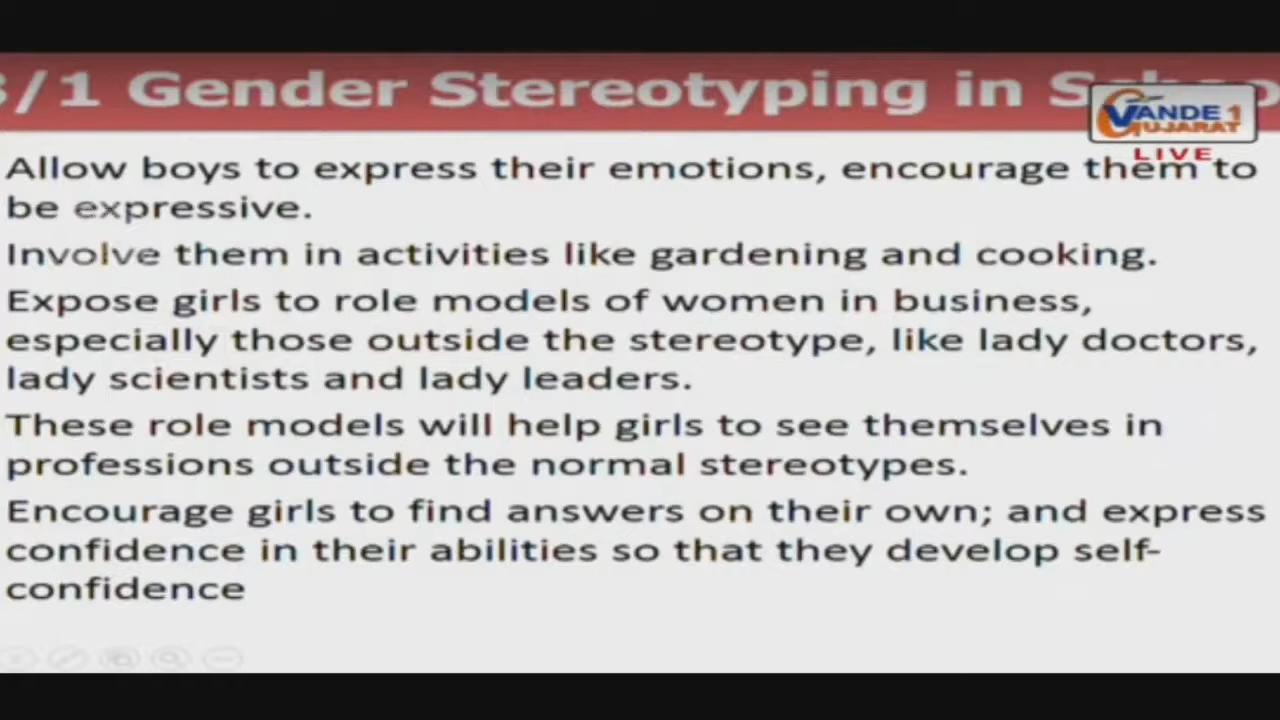 3/1 Gender Stereotyping in Schoo
VANDE 1
GUJARAT
LIVE
Allow boys to express their emotions, encourage them to
be expressive.
Involve them in activities like gardening and cooking.
Expose girls to role models of women in business,
especially those outside the stereotype, like lady doctors,
lady scientists and lady leaders.
These role models will help girls to see themselves in
professions outside the normal stereotypes.
Encourage girls to find answers on their own; and express
confidence in their abilities so that they develop self-
confidence